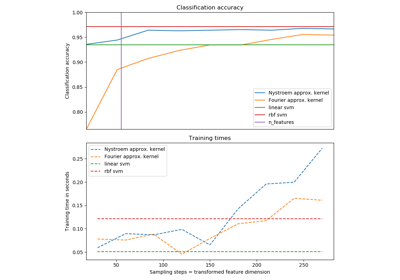 Classification accuracy
1.00
0.95
0.90
0.85
0.80
Classification accuracy
Nystroem approx. kernel
Fourier approx. kernel
linear svm
rbf svm
n_features
Training times
0.25
0.20
0.15
0.10
0.05
Training time in seconds
Nystroem approx. kernel
Fourier approx. kernel
linear svm
rbf svm
50
100
150
200
250
Sampling steps = transformed feature dimension